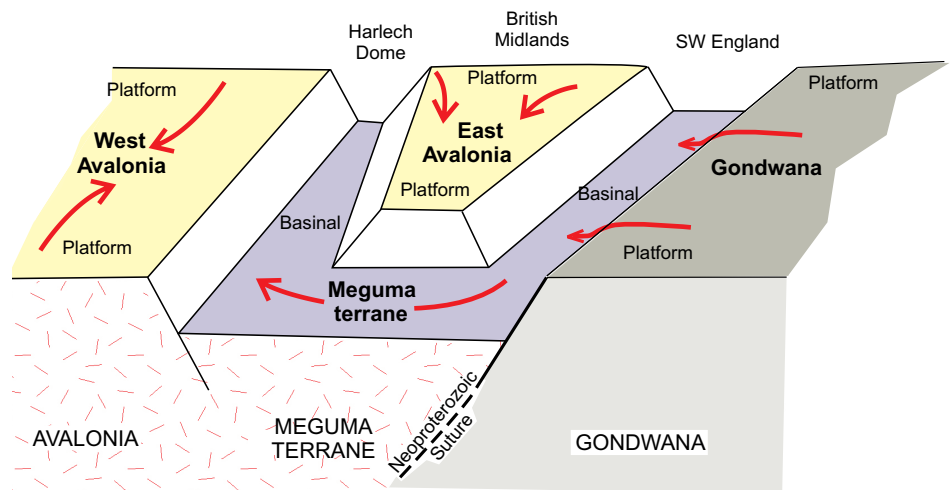 Harlech
Dome
British
Midlands
SW England
Platform
Platform
Platform
West
Avalonia
East
Avalonia
Gondwana
Platform
Basinal
Basinal
Platform
Platform
Meguma
terrane
Neoproterozoic
Suture
AVALONIA
MEGUMA
TERRANE
GONDWANA